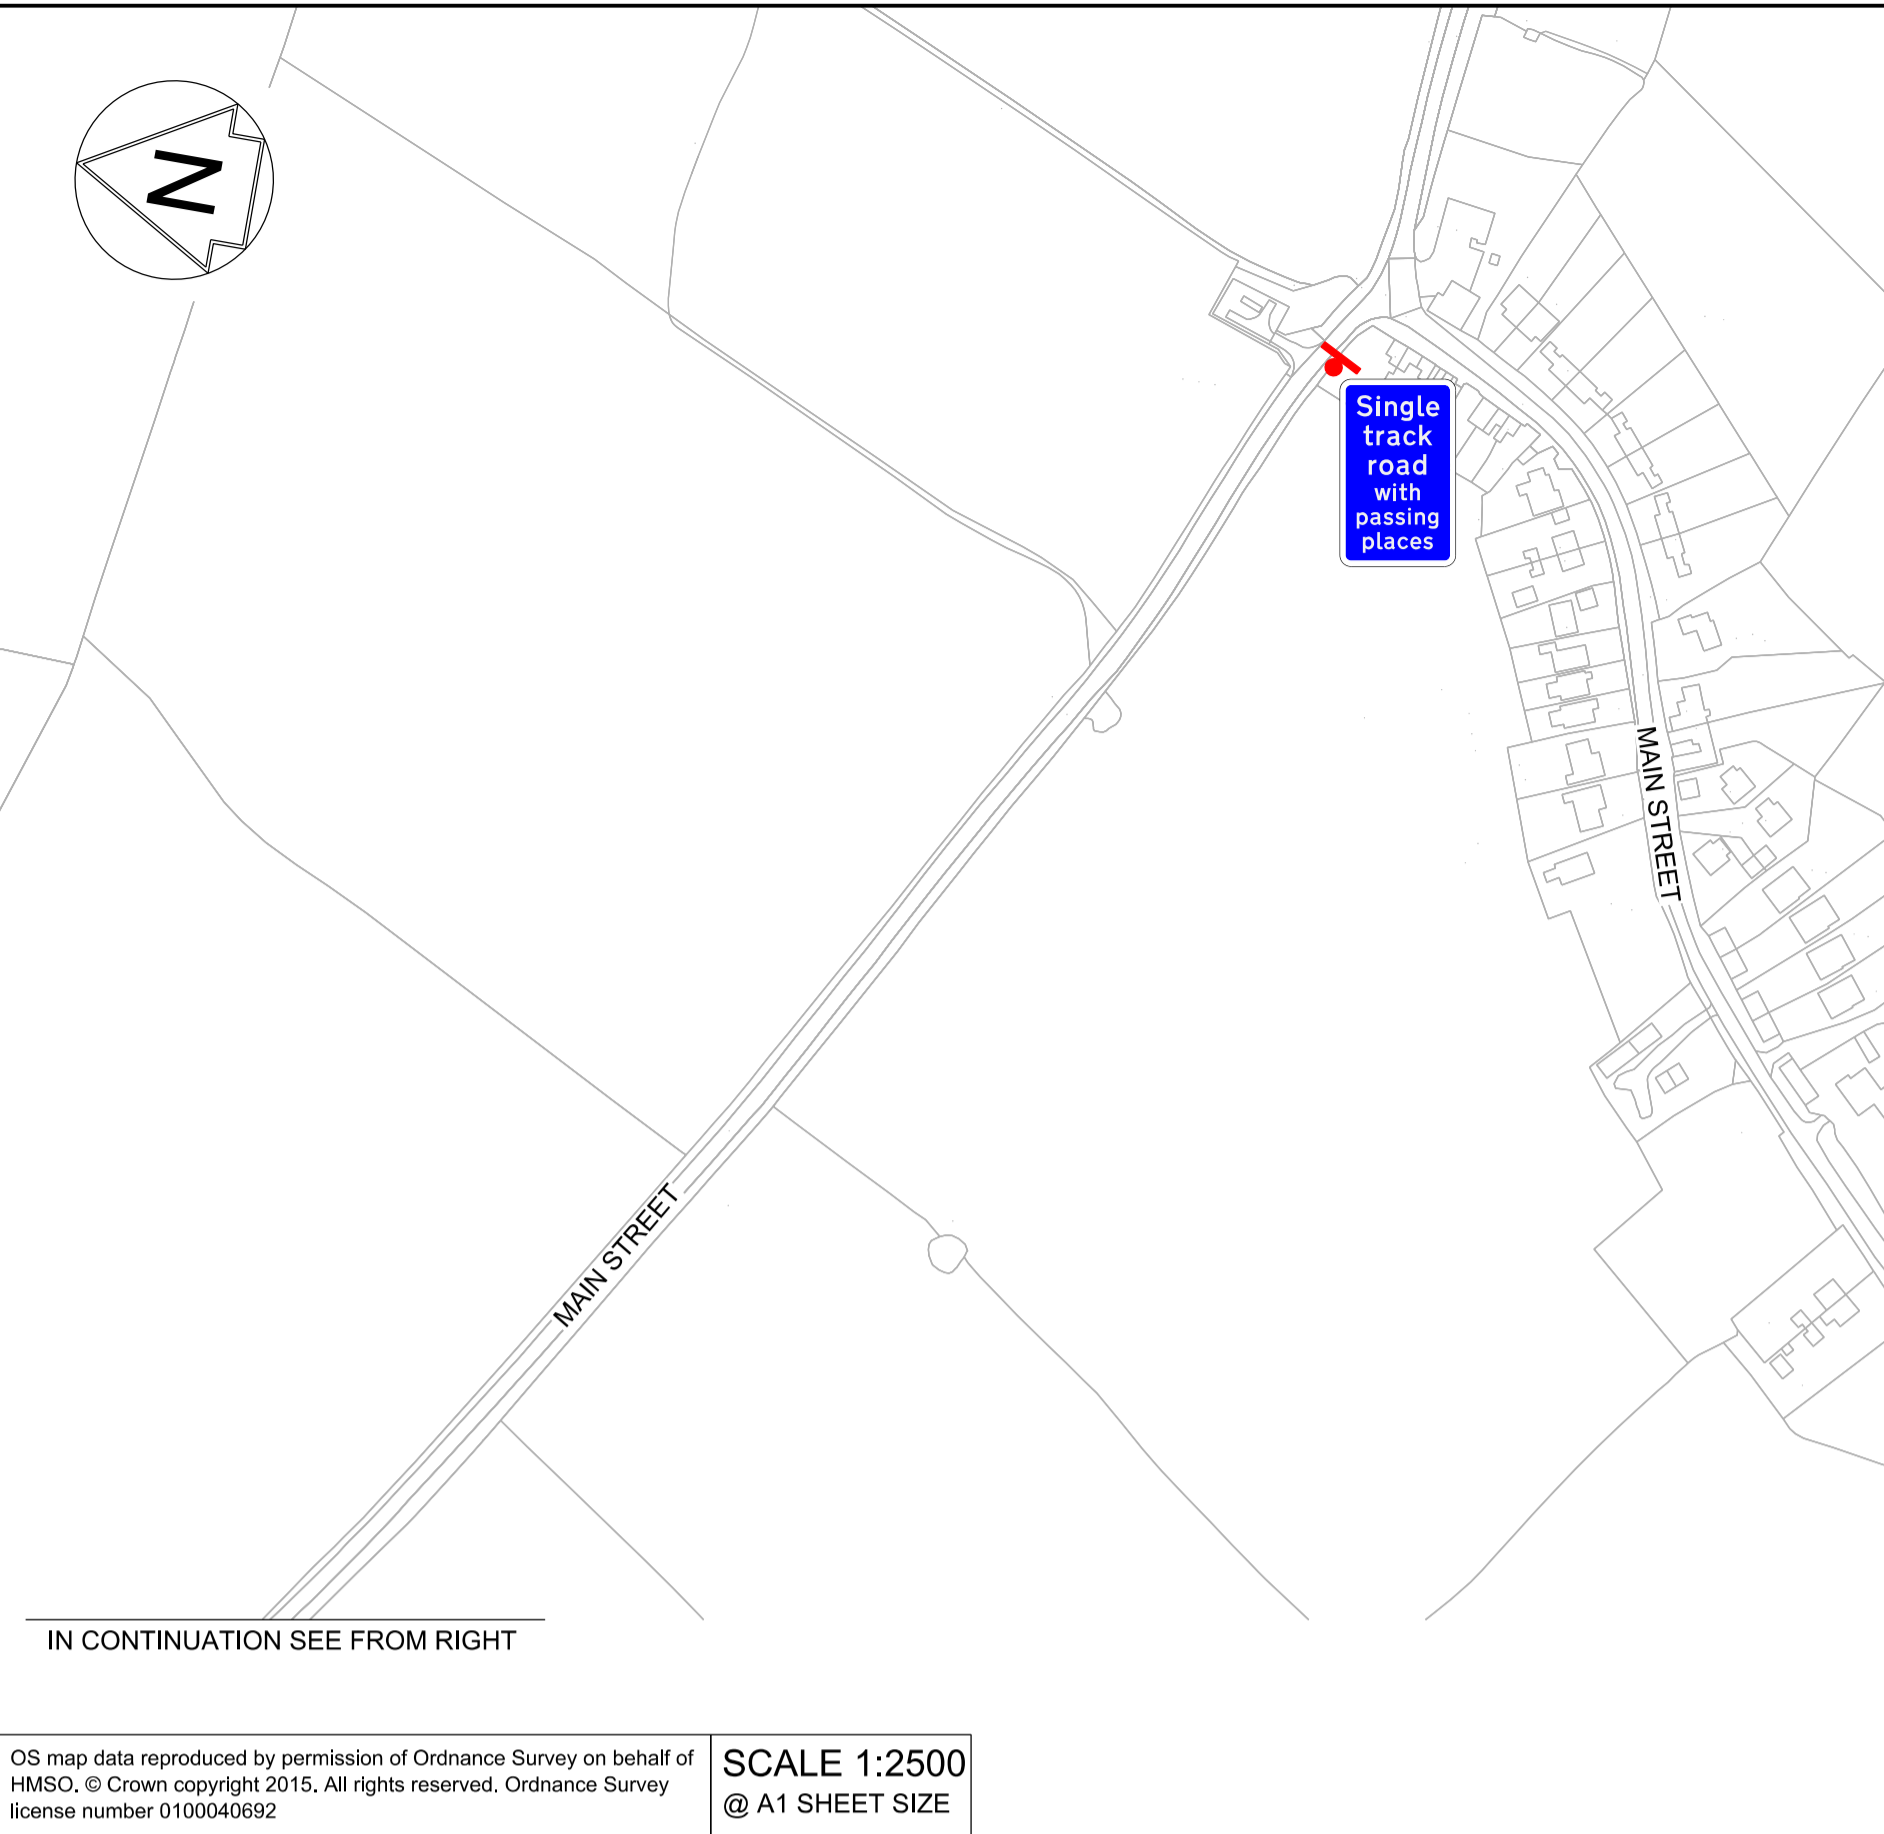 N
Single
track
road
with
passing
places
MAIN STREET
MAIN STREET
IN CONTINUATION SEE FROM RIGHT
OS map data reproduced by permission of Ordnance Survey on behalf of
HMSO. © Crown copyright 2015. All rights reserved. Ordnance Survey
license number 0100040692
SCALE 1:2500
@ A1 SHEET SIZE